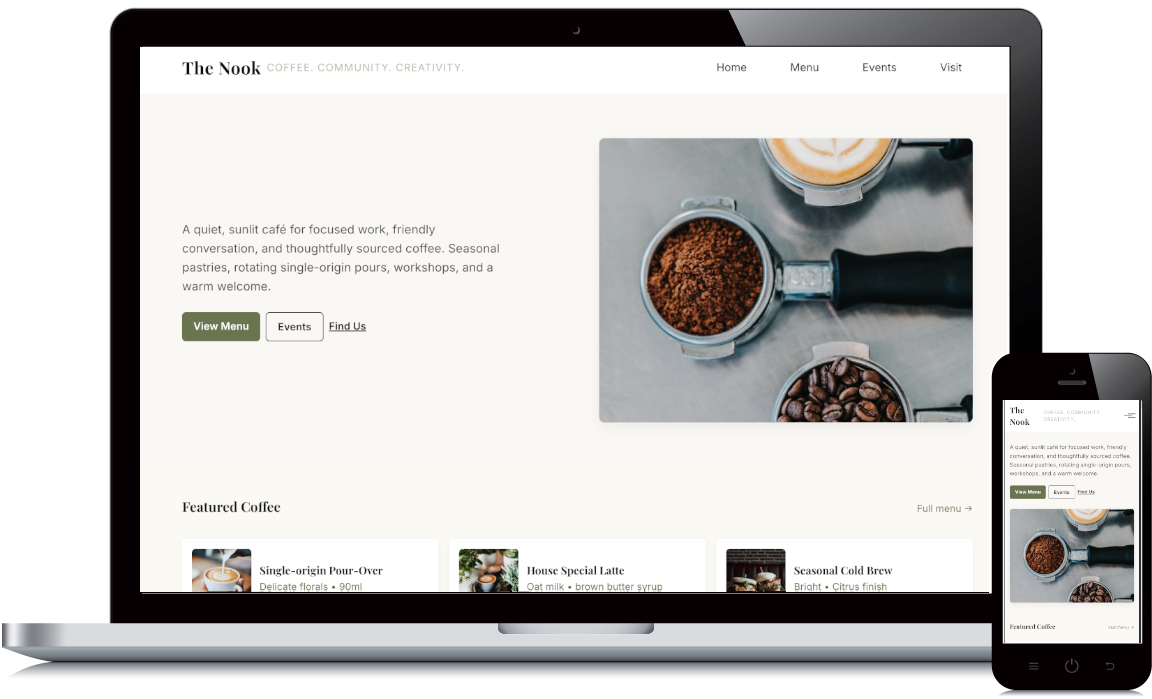 The Nook COFFEE. COMMUNITY. CREATIVITY. Home Menu Events Visit
A quiet, sunlit café for focused work, friendly
conversation, and thoughtfully sourced coffee. Seasonal
pastries, rotating single-origin pours, workshops, and a
warm welcome.
View Menu Events Find Us
Featured Coffee Full menu →
Single-origin Pour-Over
Delicate florals • 90ml
House Special Latte
Oat milk • brown butter syrup
Seasonal Cold Brew
Bright • Citrus finish
The
Nook
COFFEE. COMMUNITY.
CREATIVITY.
A quiet, sunlit café for focused work, friendly
conversation, and thoughtfully sourced coffee.
Seasonal pastries, rotating single-origin pours,
workshops, and a warm welcome.
View Menu Events Find Us
Featured Coffee Full menu →